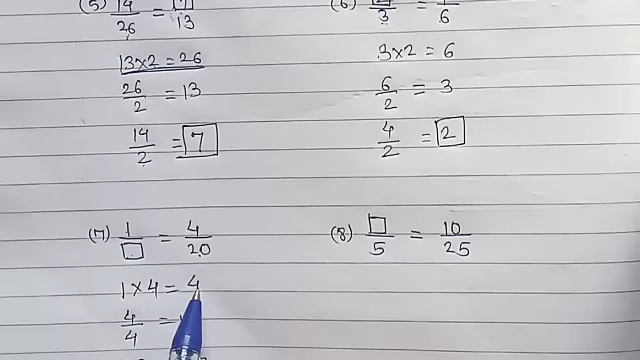 (5) 14/26 = □/13
13×2 = 26
26/2 = 13
14/2 = 7
(6) /3 = /6
3×2 = 6
6/2 = 3
4/2 = 2
(7) 1/□ = 4/20
1×4 = 4
4/4 =
(8) □/5 = 10/25